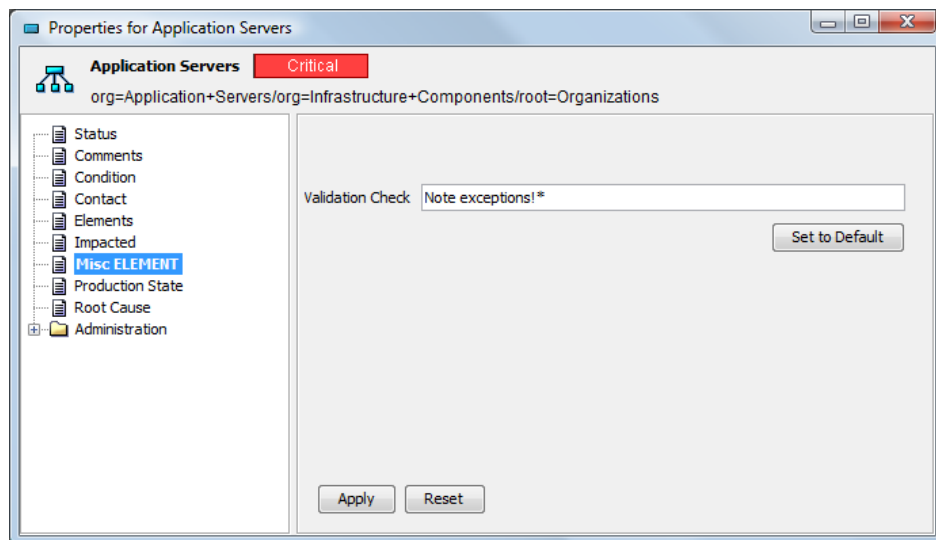 Properties for Application Servers
Application Servers Critical
org=Application+Servers/org=Infrastructure+Components/root=Organizations
Status
Comments
Condition
Contact
Elements
Impacted
Misc ELEMENT
Production State
Root Cause
Administration
Validation Check Note exceptions!*
Set to Default
Apply Reset